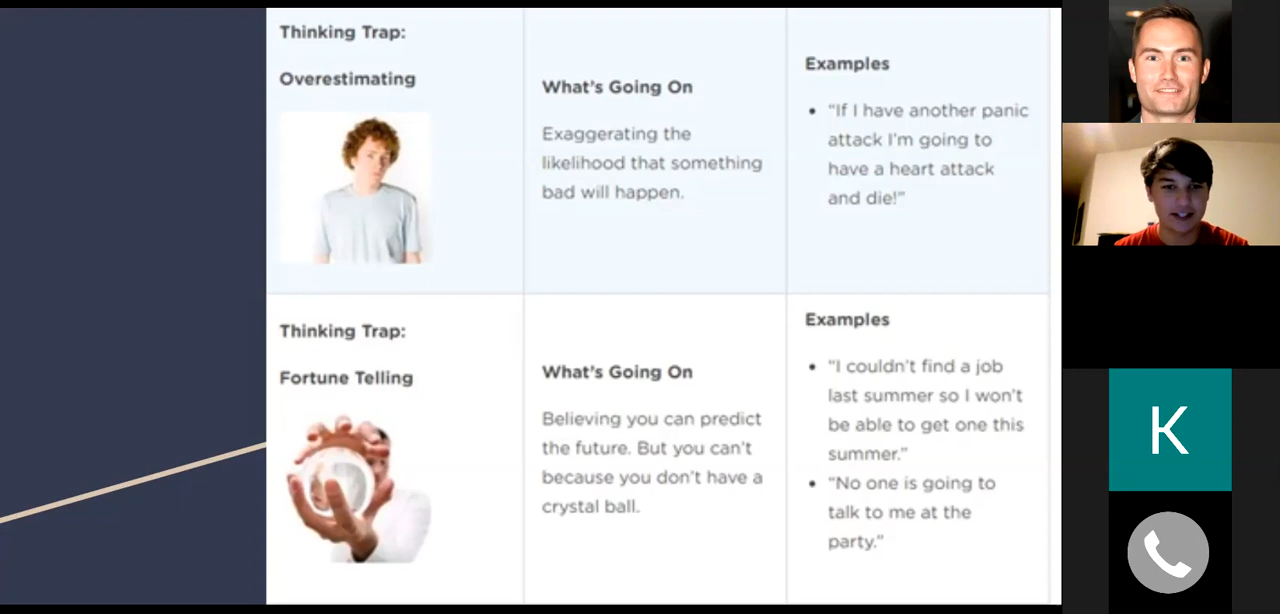 Thinking Trap:
Overestimating
What's Going On
Exaggerating the
likelihood that something
bad will happen.
Examples
• "If I have another panic
attack I'm going to
have a heart attack
and die!"
Thinking Trap:
Fortune Telling
What's Going On
Believing you can predict
the future. But you can't
because you don't have a
crystal ball.
Examples
• "I couldn't find a job
last summer so I won't
be able to get one this
summer."
• "No one is going to
talk to me at the
party."
K